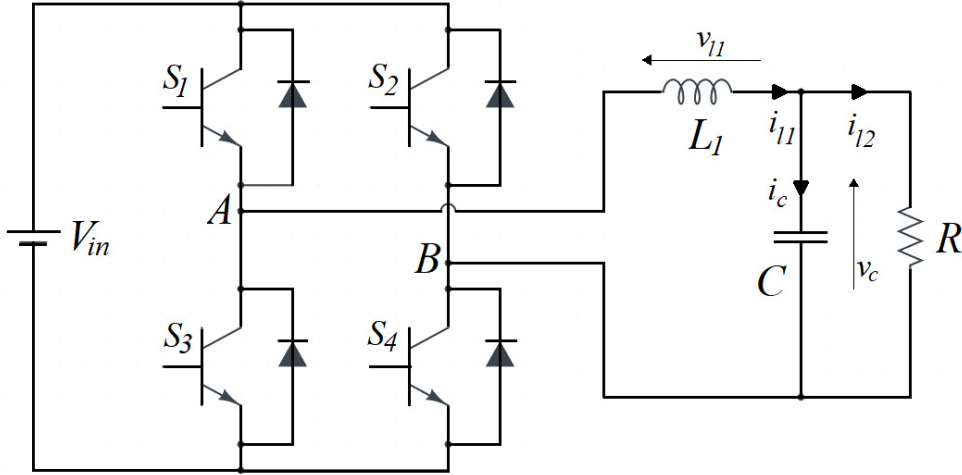 v_{l1}
S_1
S_2
L_1
i_{l1}
i_{l2}
i_c
A
V_{in}
B
C
v_c
R
S_3
S_4